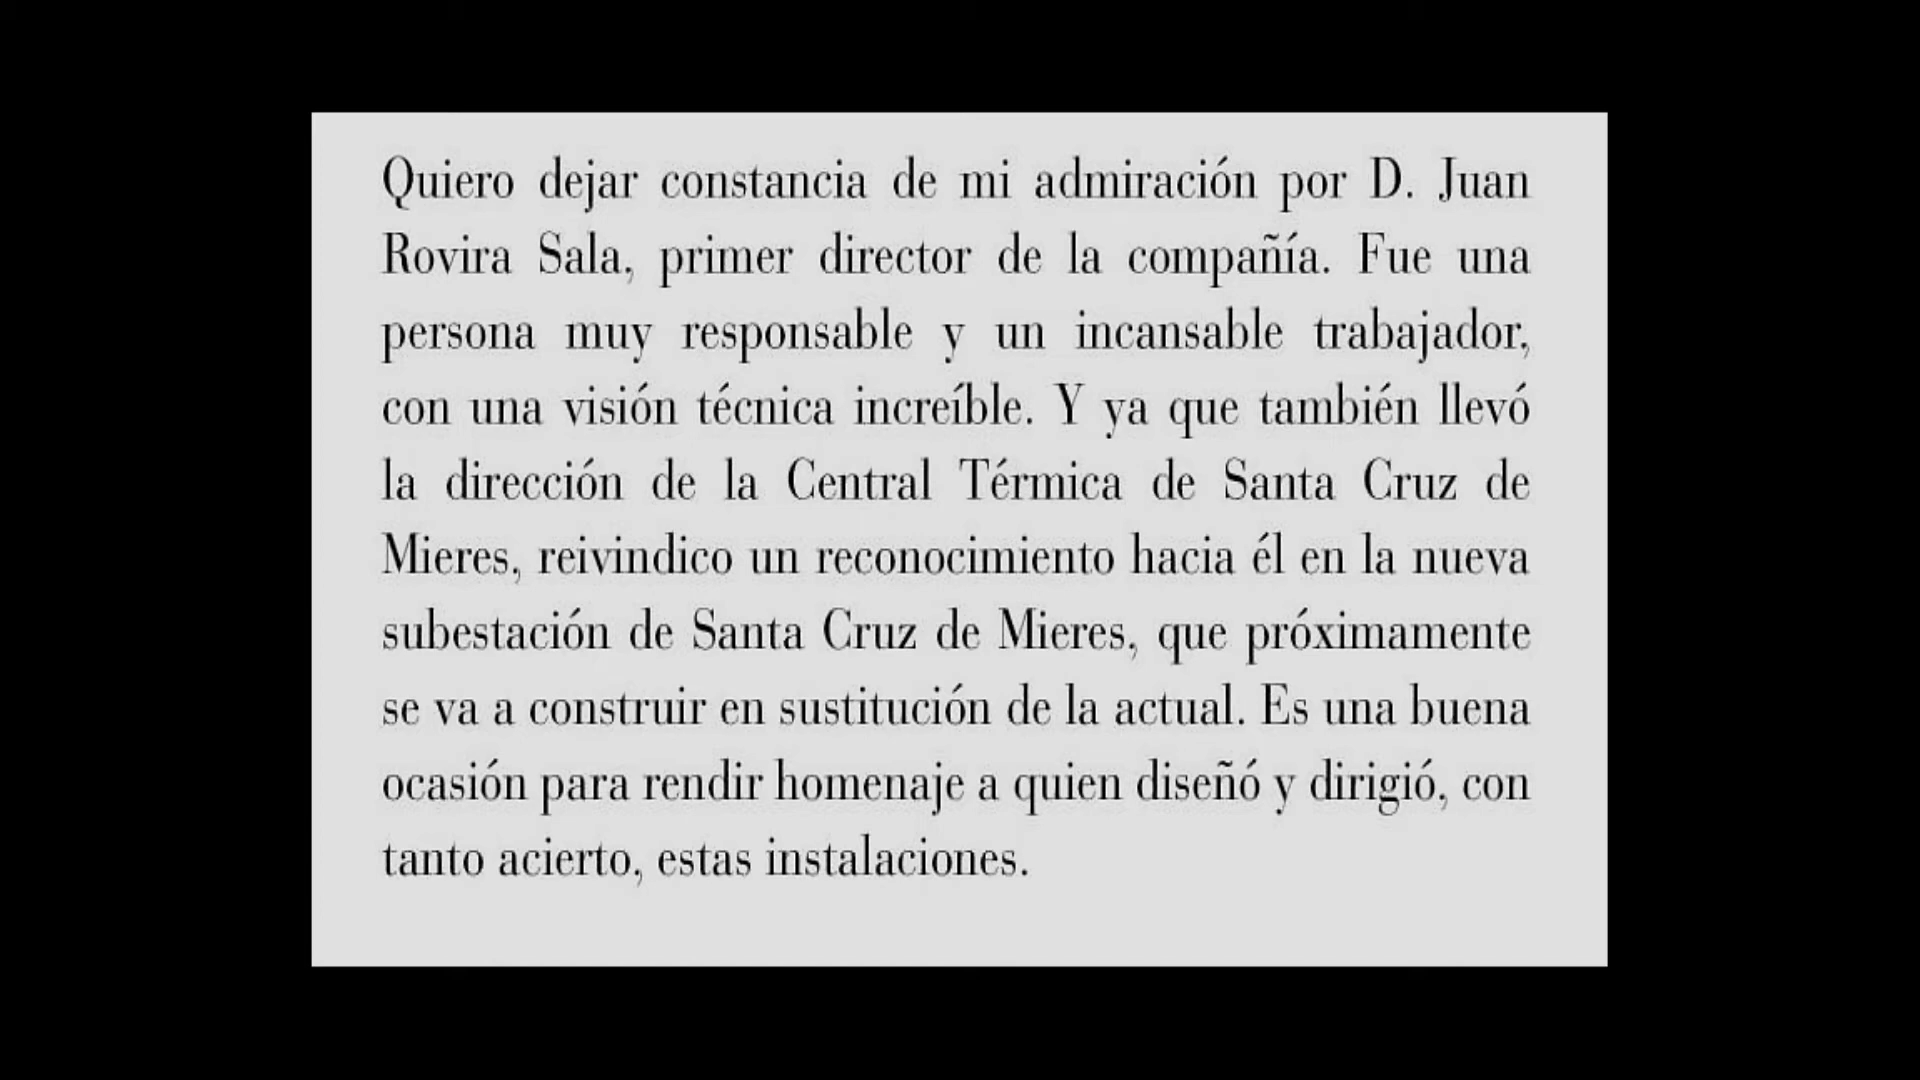 Quiero dejar constancia de mi admiración por D. Juan
Rovira Sala, primer director de la compañía. Fue una
persona muy responsable y un incansable trabajador,
con una visión técnica increíble. Y ya que también llevó
la dirección de la Central Térmica de Santa Cruz de
Mieres, reivindico un reconocimiento hacia él en la nueva
subestación de Santa Cruz de Mieres, que próximamente
se va a construir en sustitución de la actual. Es una buena
ocasión para rendir homenaje a quien diseñó y dirigió, con
tanto acierto, estas instalaciones.